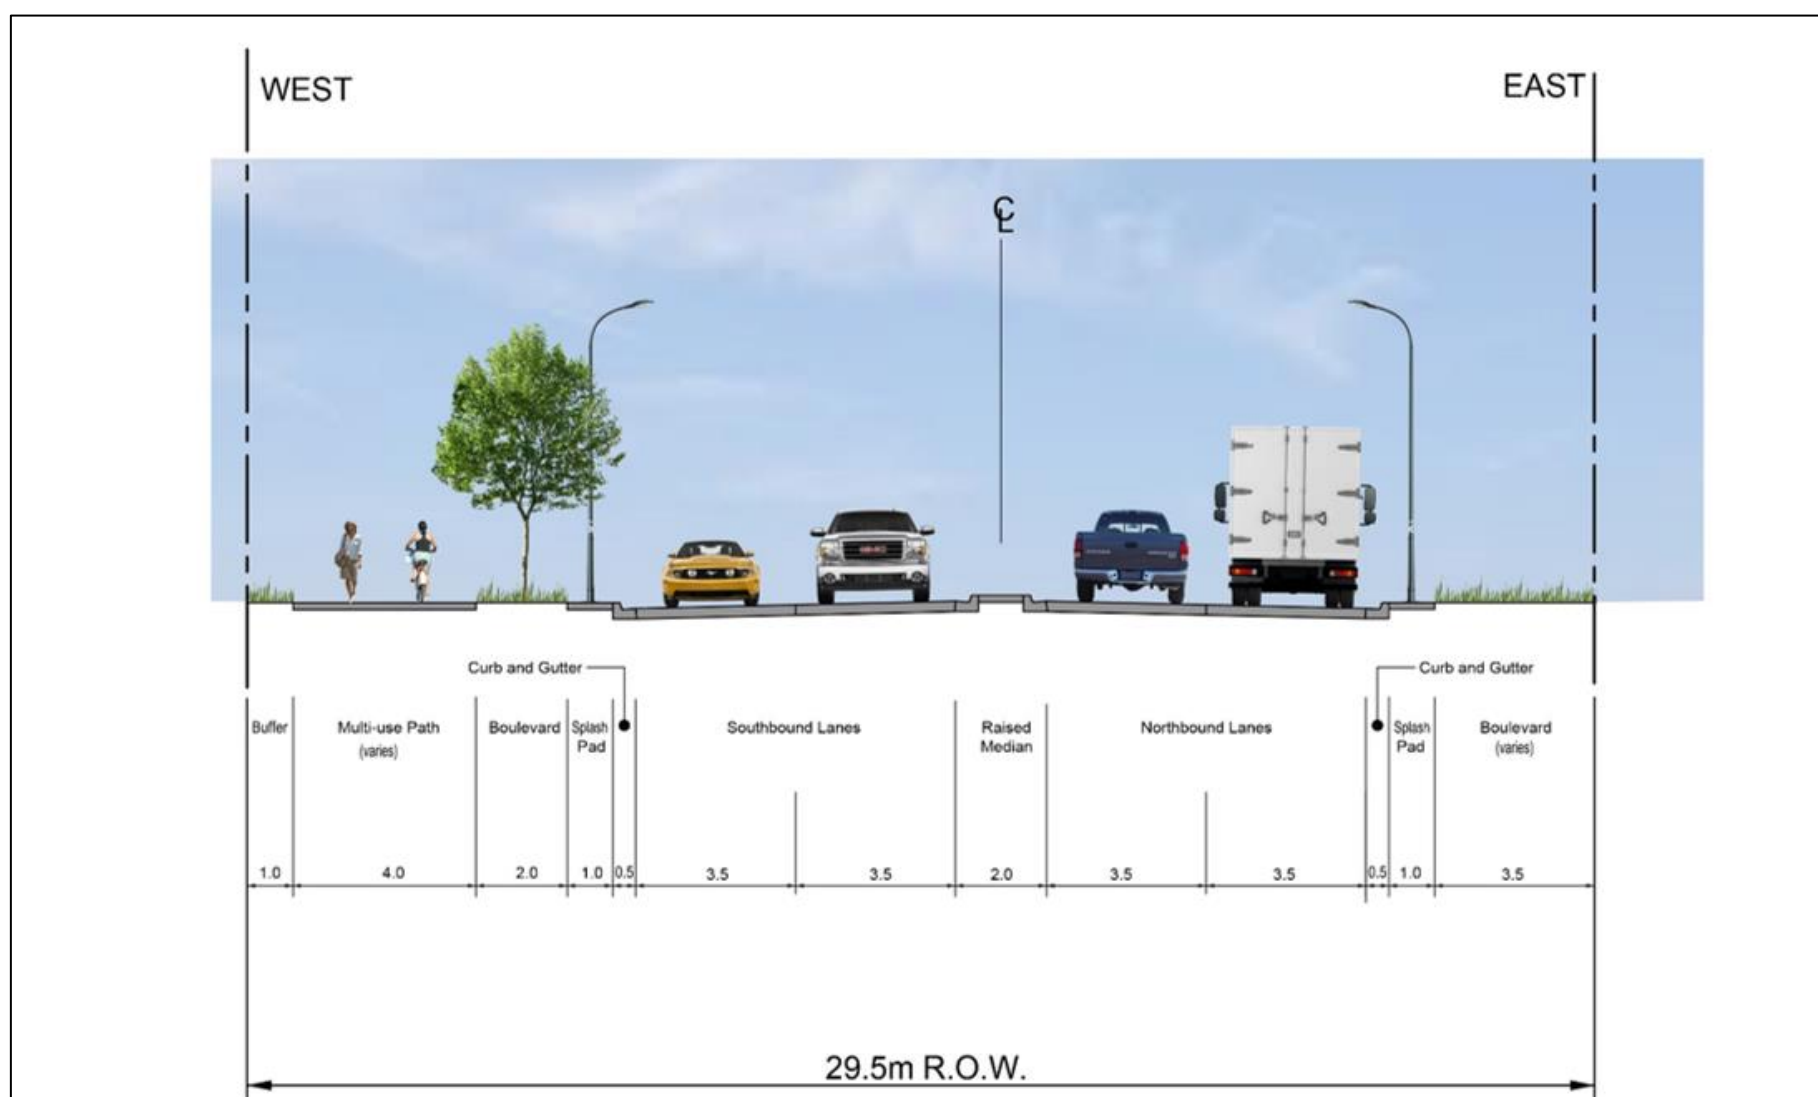 WEST
EAST
CL
Curb and Gutter
Curb and Gutter
Buffer
Multi-use Path
(varies)
Boulevard
Splash
Pad
Southbound Lanes
Raised
Median
Northbound Lanes
Splash
Pad
Boulevard
(varies)
1.0
4.0
2.0
1.0
0.5
3.5
3.5
2.0
3.5
3.5
0.5
1.0
3.5
29.5m R.O.W.